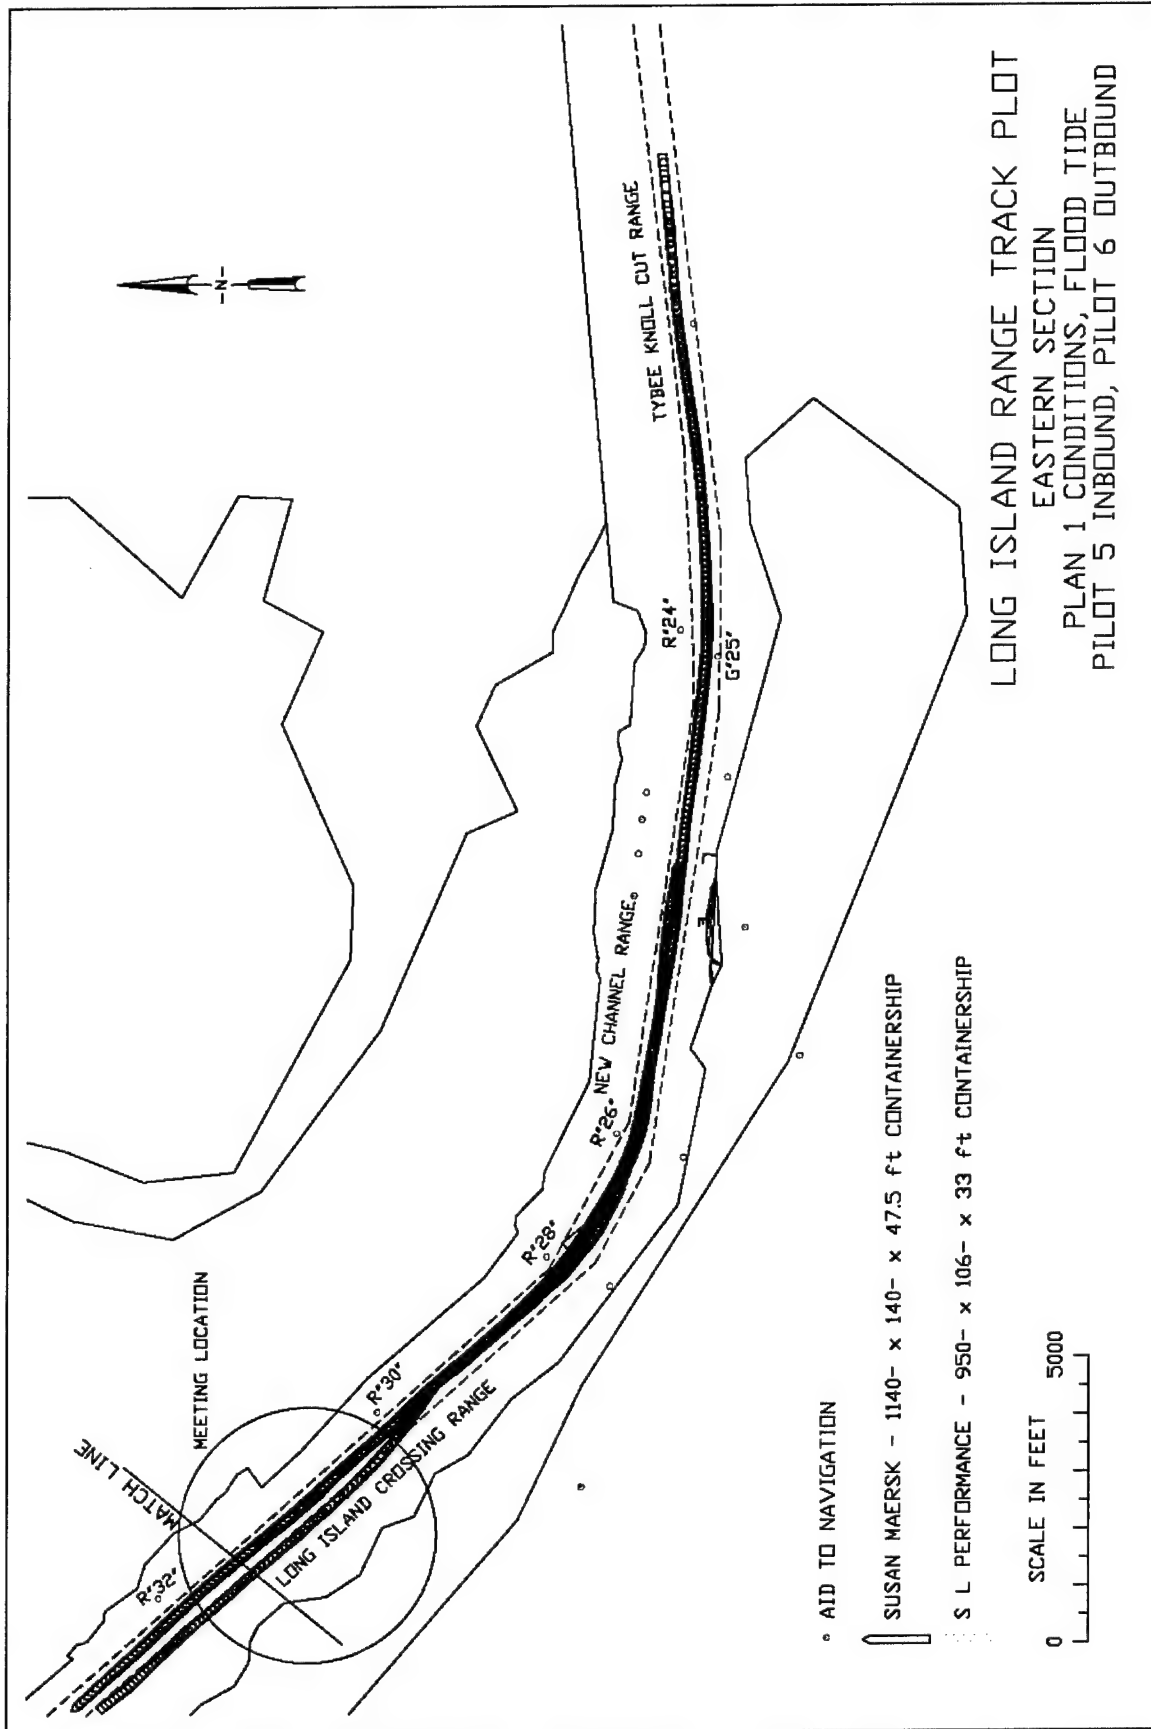 MATCH LINE
MEETING LOCATION
-N-
R"32"
R"30"
LONG ISLAND CROSSING RANGE
R"28"
R"26"
NEW CHANNEL RANGE
R"24"
G"25"
TYBEE KNOLL CUT RANGE
AID TO NAVIGATION
SUSAN MAERSK - 1140- x 140- x 47.5 ft CONTAINERSHIP
S L PERFORMANCE - 950- x 106- x 33 ft CONTAINERSHIP
SCALE IN FEET
0 5000
LONG ISLAND RANGE TRACK PLOT
EASTERN SECTION
PLAN 1 CONDITIONS, FLOOD TIDE
PILOT 5 INBOUND, PILOT 6 OUTBOUND